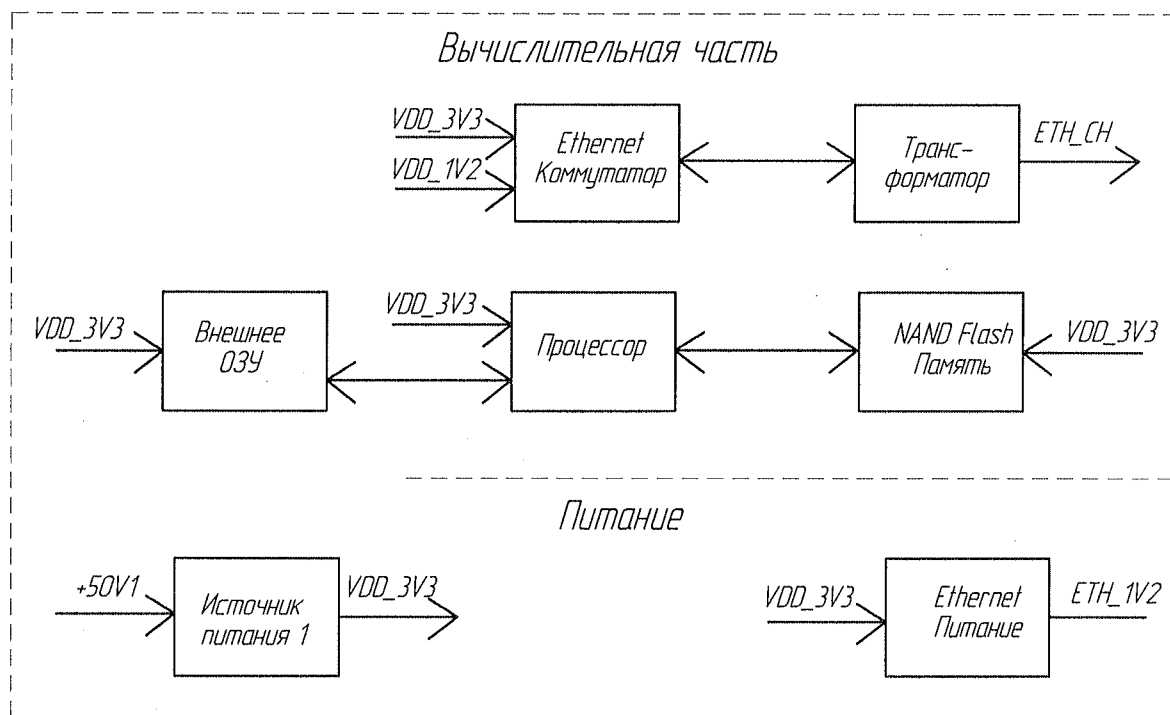 Вычислительная часть
VDD_3V3
VDD_1V2
Ethernet
Коммутатор
Транс-
форматор
ETH_CH
VDD_3V3
Внешнее
ОЗУ
VDD_3V3
Процессор
NAND Flash
Память
VDD_3V3
Питание
+50V1
Источник
питания 1
VDD_3V3
VDD_3V3
Ethernet
Питание
ETH_1V2